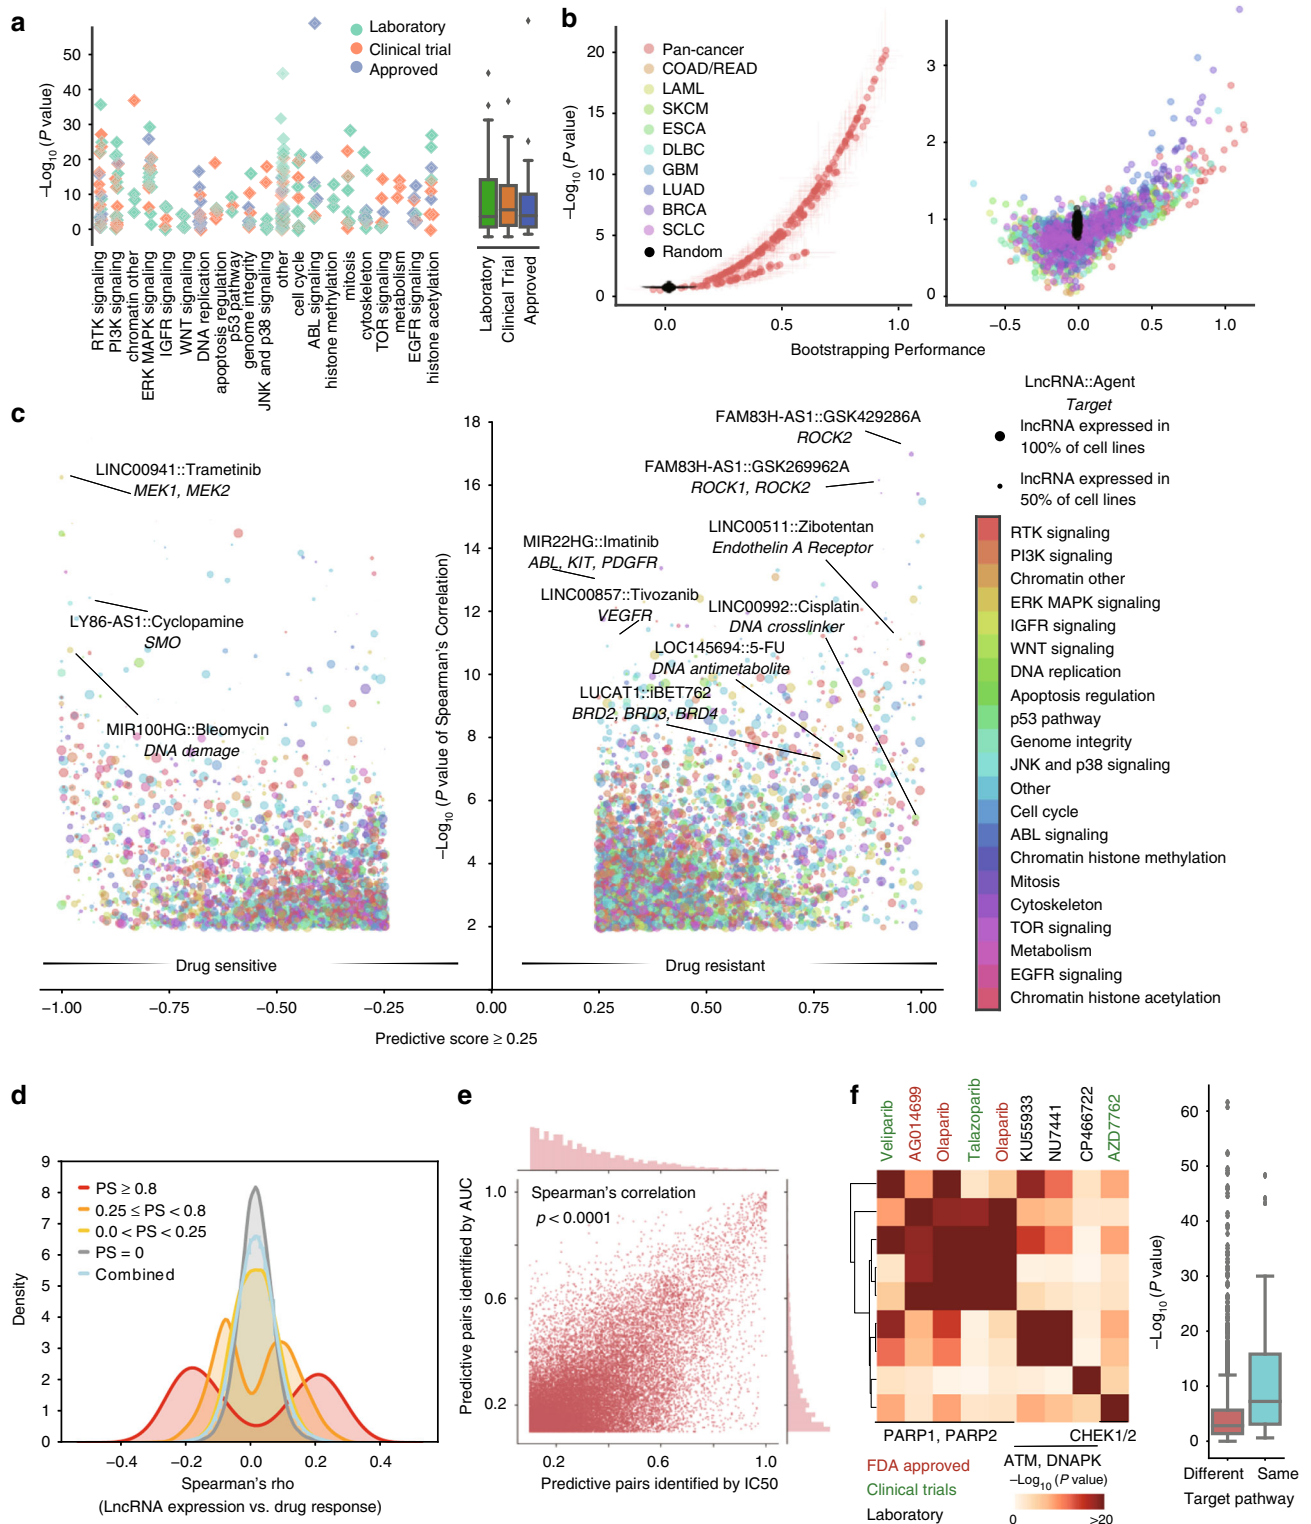 a
−Log10 (P value)
50
40
30
20
10
0
Laboratory
Clinical trial
Approved
RTK signaling
PI3K signaling
chromatin other
ERK MAPK signaling
IGFR signaling
WNT signaling
DNA replication
apoptosis regulation
p53 pathway
genome integrity
JNK and p38 signaling
other
cell cycle
ABL signaling
histone methylation
mitosis
cytoskeleton
TOR signaling
metabolism
EGFR signaling
histone acetylation
Laboratory
Clinical Trial
Approved
b
−Log10 (P value)
20
15
10
5
0
Pan-cancer
COAD/READ
LAML
SKCM
ESCA
DLBC
GBM
LUAD
BRCA
SCLC
Random
0.0 0.5 1.0
3
2
1
0
−0.5 0.0 0.5 1.0
Bootstrapping Performance
c
−Log10 (P value of Spearman's Correlation)
18
16
14
12
10
8
6
4
2
LINC00941::Trametinib
MEK1, MEK2
LY86-AS1::Cyclopamine
SMO
MIR100HG::Bleomycin
DNA damage
FAM83H-AS1::GSK429286A
ROCK2
FAM83H-AS1::GSK269962A
ROCK1, ROCK2
MIR22HG::Imatinib
ABL, KIT, PDGFR
LINC00511::Zibotentan
Endothelin A Receptor
LINC00857::Tivozanib
VEGFR
LINC00992::Cisplatin
DNA crosslinker
LOC145694::5-FU
DNA antimetabolite
LUCAT1::iBET762
BRD2, BRD3, BRD4
Drug sensitive
Drug resistant
−1.00 −0.75 −0.50 −0.25 0.00 0.25 0.50 0.75 1.00
Predictive score ≥ 0.25
LncRNA::Agent
Target
lncRNA expressed in
100% of cell lines
lncRNA expressed in
50% of cell lines
RTK signaling
PI3K signaling
Chromatin other
ERK MAPK signaling
IGFR signaling
WNT signaling
DNA replication
Apoptosis regulation
p53 pathway
Genome integrity
JNK and p38 signaling
Other
Cell cycle
ABL signaling
Chromatin histone methylation
Mitosis
Cytoskeleton
TOR signaling
Metabolism
EGFR signaling
Chromatin histone acetylation
d
Density
9
8
7
6
5
4
3
2
1
0
PS ≥ 0.8
0.25 ≤ PS < 0.8
0.0 < PS < 0.25
PS = 0
Combined
−0.4 −0.2 0.0 0.2 0.4
Spearman's rho
(LncRNA expression vs. drug response)
e
Predictive pairs identified by AUC
1.0
0.6
0.2
Spearman's correlation
p < 0.0001
0.2 0.6 1.0
Predictive pairs identified by IC50
f
Veliparib
AG014699
Olaparib
Talazoparib
Olaparib
KU55933
NU7441
CP466722
AZD7762
PARP1, PARP2
CHEK1/2
ATM, DNAPK
FDA approved
Clinical trials
Laboratory
−Log10 (P value)
0 >20
−Log10 (P value)
60
50
40
30
20
10
0
Different Same
Target pathway